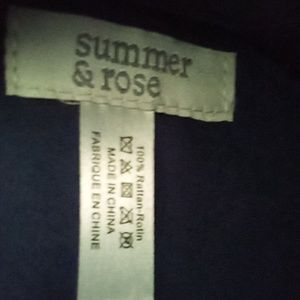 summer
& rose
100% Rattan-Rotin
MADE IN CHINA
FABRIQUE EN CHINE